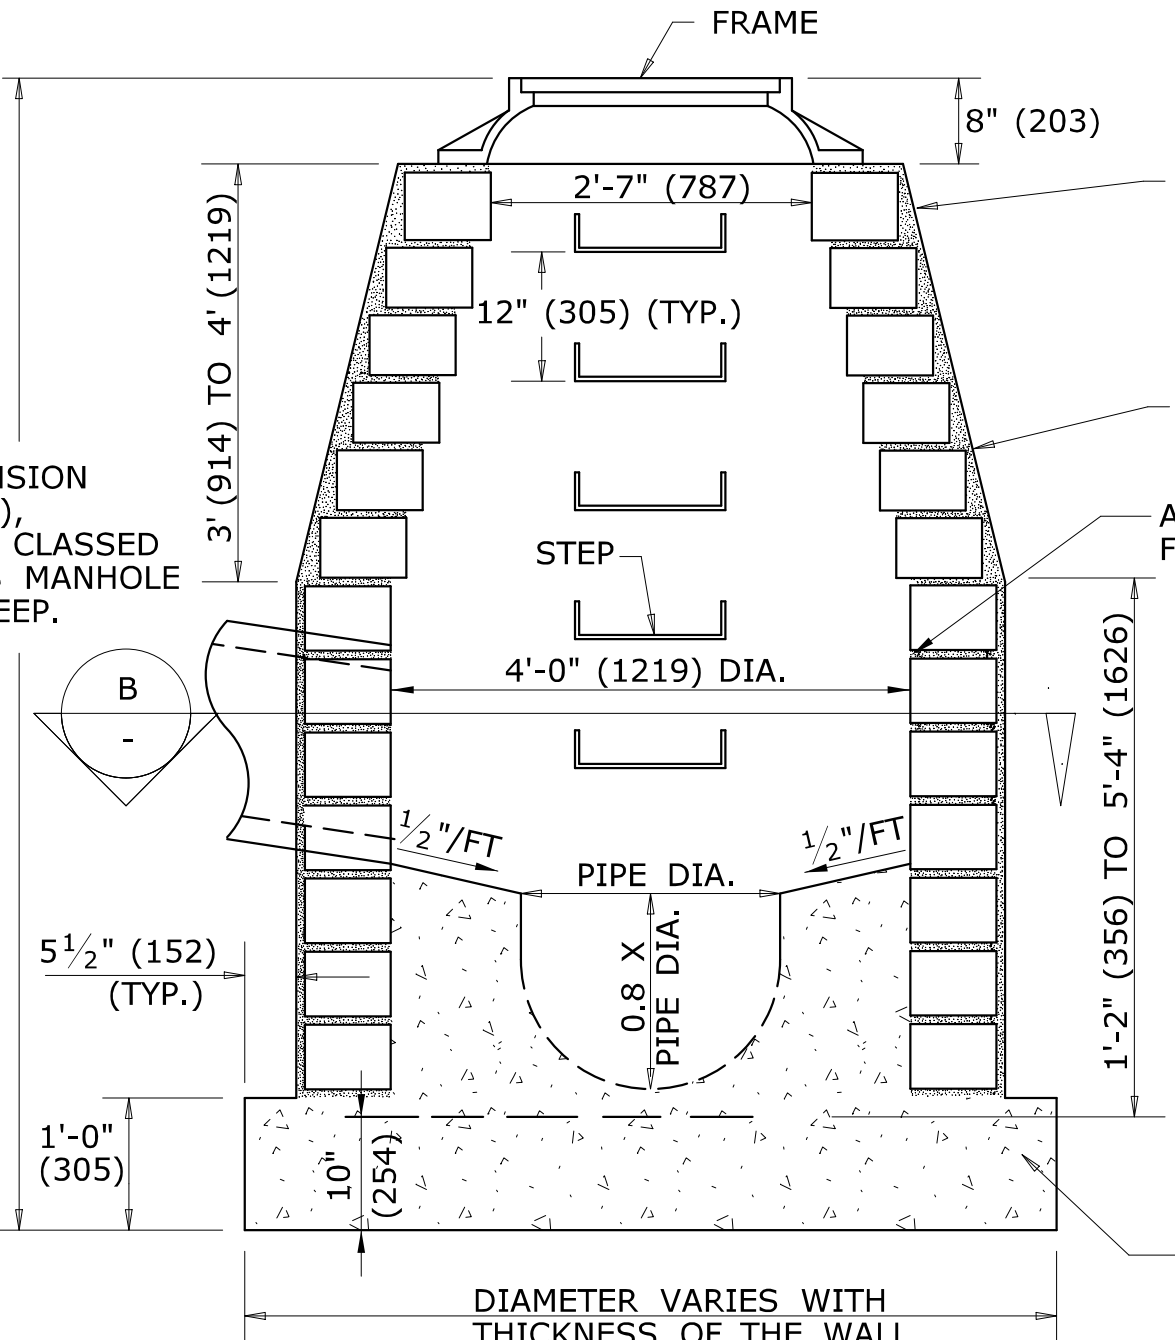 FRAME
8" (203)
2'-7" (787)
3' (914) TO 4' (1219)
12" (305) (TYP.)
CLASSED
MANHOLE
STEP
4'-0" (1219) DIA.
B
-
1/2"/FT
1/2"/FT
PIPE DIA.
0.8 X
PIPE DIA.
1'-2" (356) TO 5'-4" (1626)
5 1/2" (152)
(TYP.)
1'-0"
(305)
10"
(254)
DIAMETER VARIES WITH
THICKNESS OF THE WALL